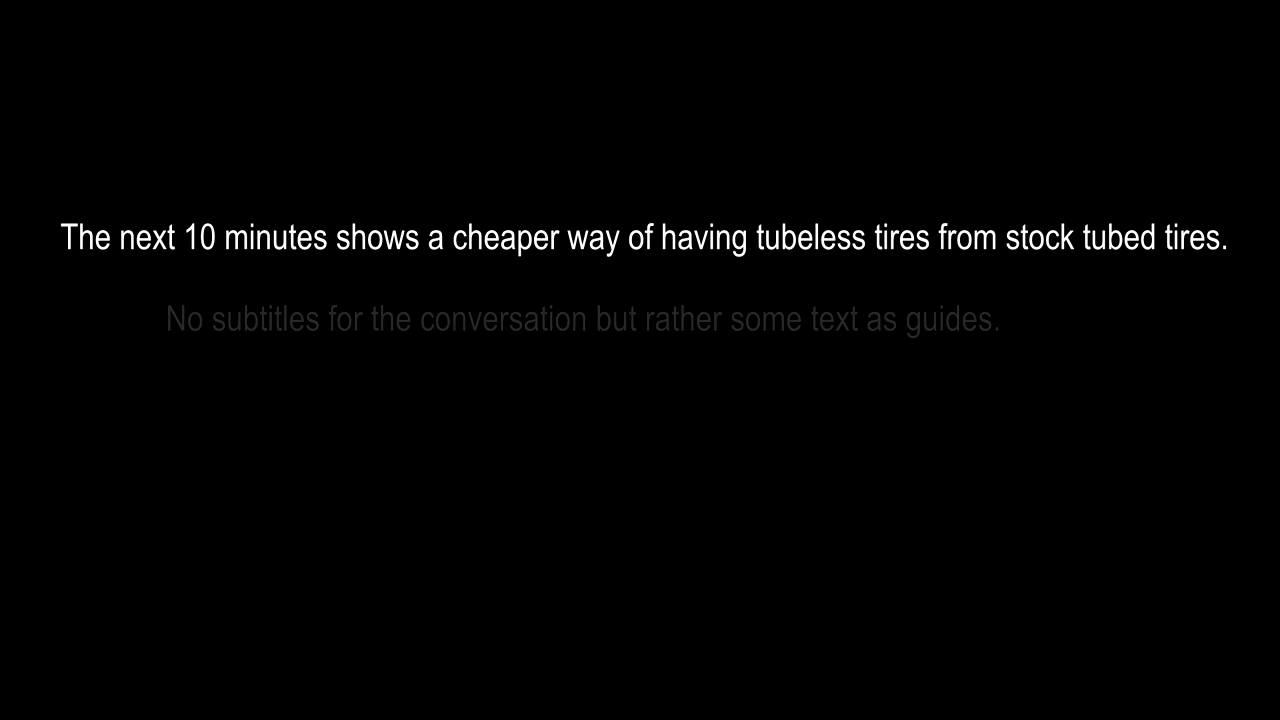 The next 10 minutes shows a cheaper way of having tubeless tires from stock tubed tires.
No subtitles for the conversation but rather some text as guides.